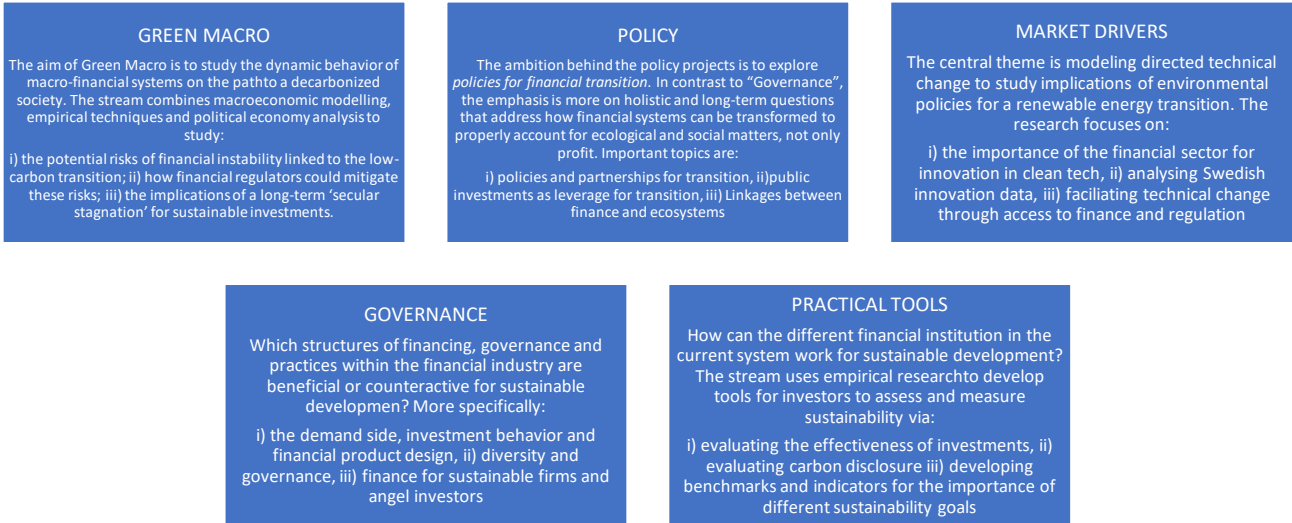 GREEN MACRO
The aim of Green Macro is to study the dynamic behavior of
macro-financial systems on the pathto a decarbonized
society. The stream combines macroeconomic modelling,
empirical techniques and political economy analysis to
study:
i) the potential risks of financial instability linked to the low-
carbon transition; ii) how financial regulators could mitigate
these risks; iii) the implications of a long-term ‘secular
stagnation’ for sustainable investments.
POLICY
The ambition behind the policy projects is to explore
policies for financial transition. In contrast to “Governance”,
the emphasis is more on holistic and long-term questions
that address how financial systems can be transformed to
properly account for ecological and social matters, not only
profit. Important topics are:
i) policies and partnerships for transition, ii)public
investments as leverage for transition, iii) Linkages between
finance and ecosystems
MARKET DRIVERS
The central theme is modeling directed technical
change to study implications of environmental
policies for a renewable energy transition. The
research focuses on:
i) the importance of the financial sector for
innovation in clean tech, ii) analysing Swedish
innovation data, iii) faciliating technical change
through access to finance and regulation
GOVERNANCE
Which structures of financing, governance and
practices within the financial industry are
beneficial or counteractive for sustainable
developmen? More specifically:
i) the demand side, investment behavior and
financial product design, ii) diversity and
governance, iii) finance for sustainable firms and
angel investors
PRACTICAL TOOLS
How can the different financial institution in the
current system work for sustainable development?
The stream uses empirical researchto develop
tools for investors to assess and measure
sustainability via:
i) evaluating the effectiveness of investments, ii)
evaluating carbon disclosure iii) developing
benchmarks and indicators for the importance of
different sustainability goals